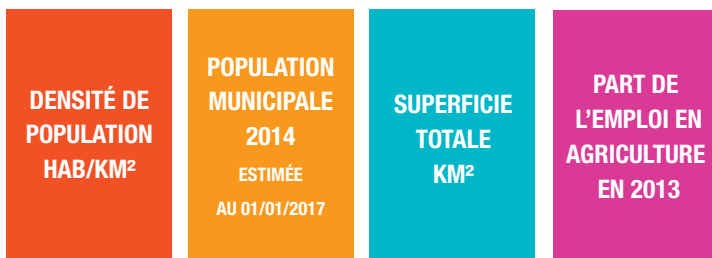 DENSITÉ DE
POPULATION
HAB/KM²
POPULATION
MUNICIPALE
2014
ESTIMÉE
AU 01/01/2017
SUPERFICIE
TOTALE
KM²
PART DE
L’EMPLOI EN
AGRICULTURE
EN 2013